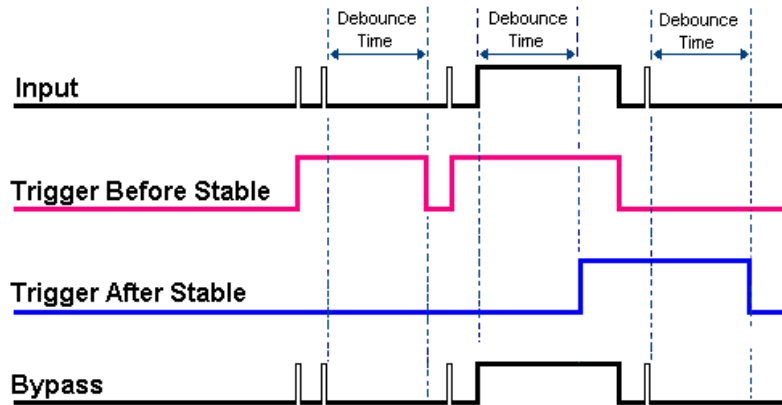 Debounce
Time
Debounce
Time
Debounce
Time
Input
Trigger Before Stable
Trigger After Stable
Bypass